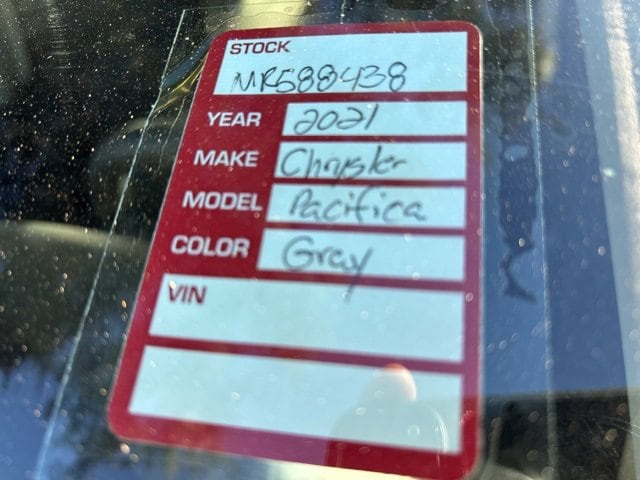 STOCK
MR588438
YEAR 2021
MAKE Chrysler
MODEL Pacifica
COLOR Gray
VIN